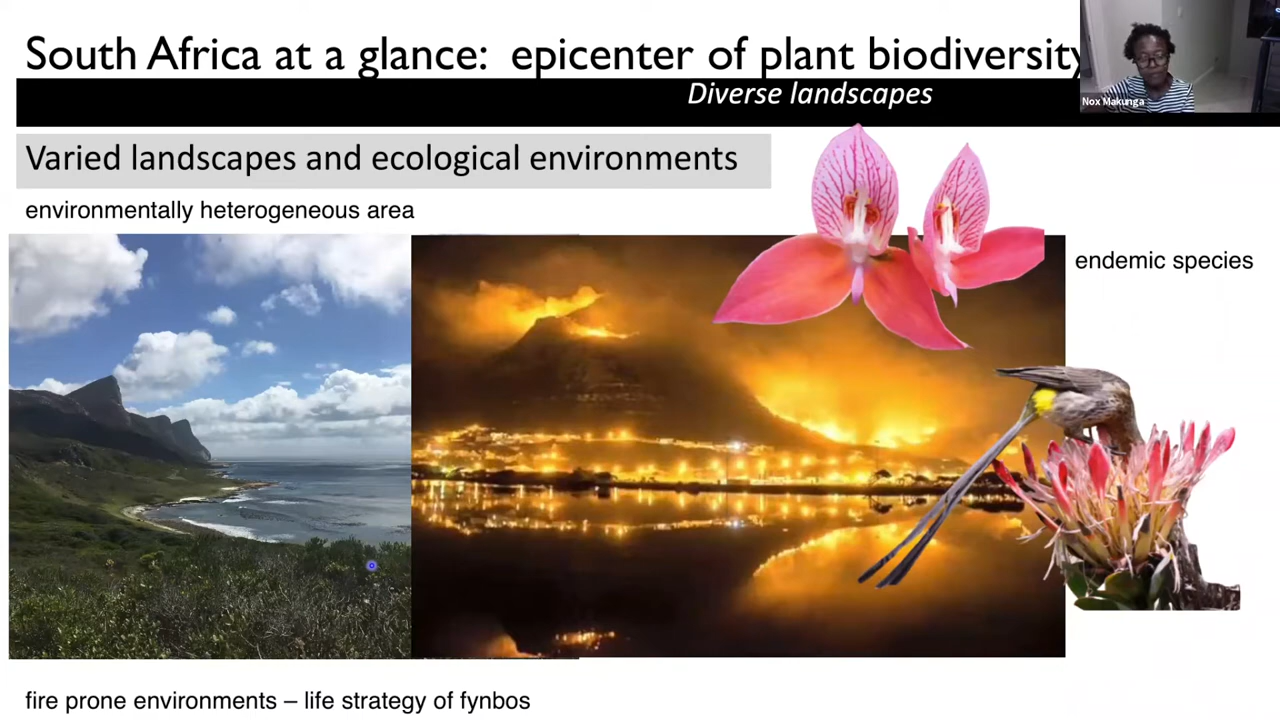 South Africa at a glance: epicenter of plant biodiversity
Diverse landscapes
Nox Makunga
Varied landscapes and ecological environments
environmentally heterogeneous area
endemic species
fire prone environments – life strategy of fynbos